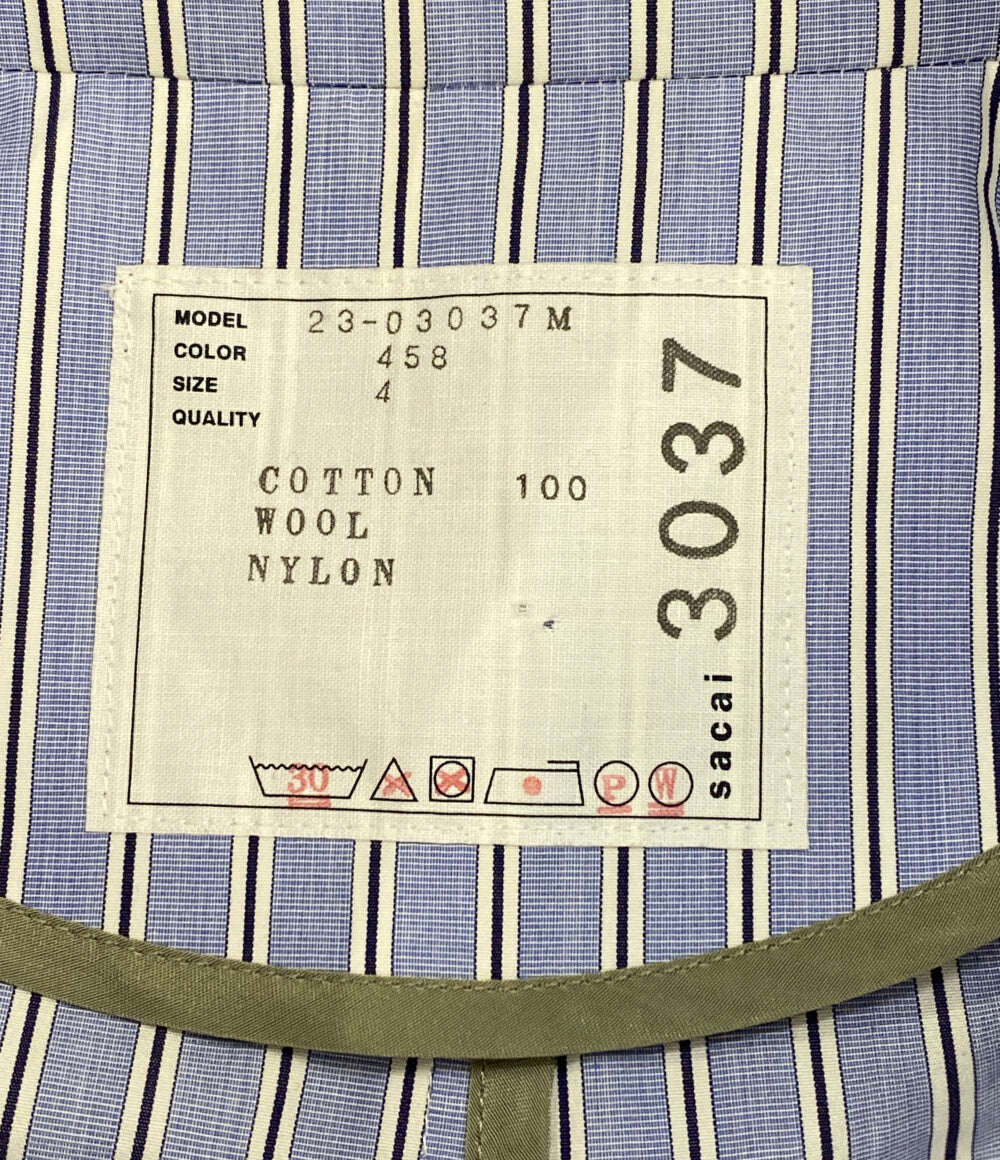 MODEL 23-03037M
COLOR 458
SIZE 4
QUALITY
COTTON 100
WOOL
NYLON
30
P
W
sacai 3037